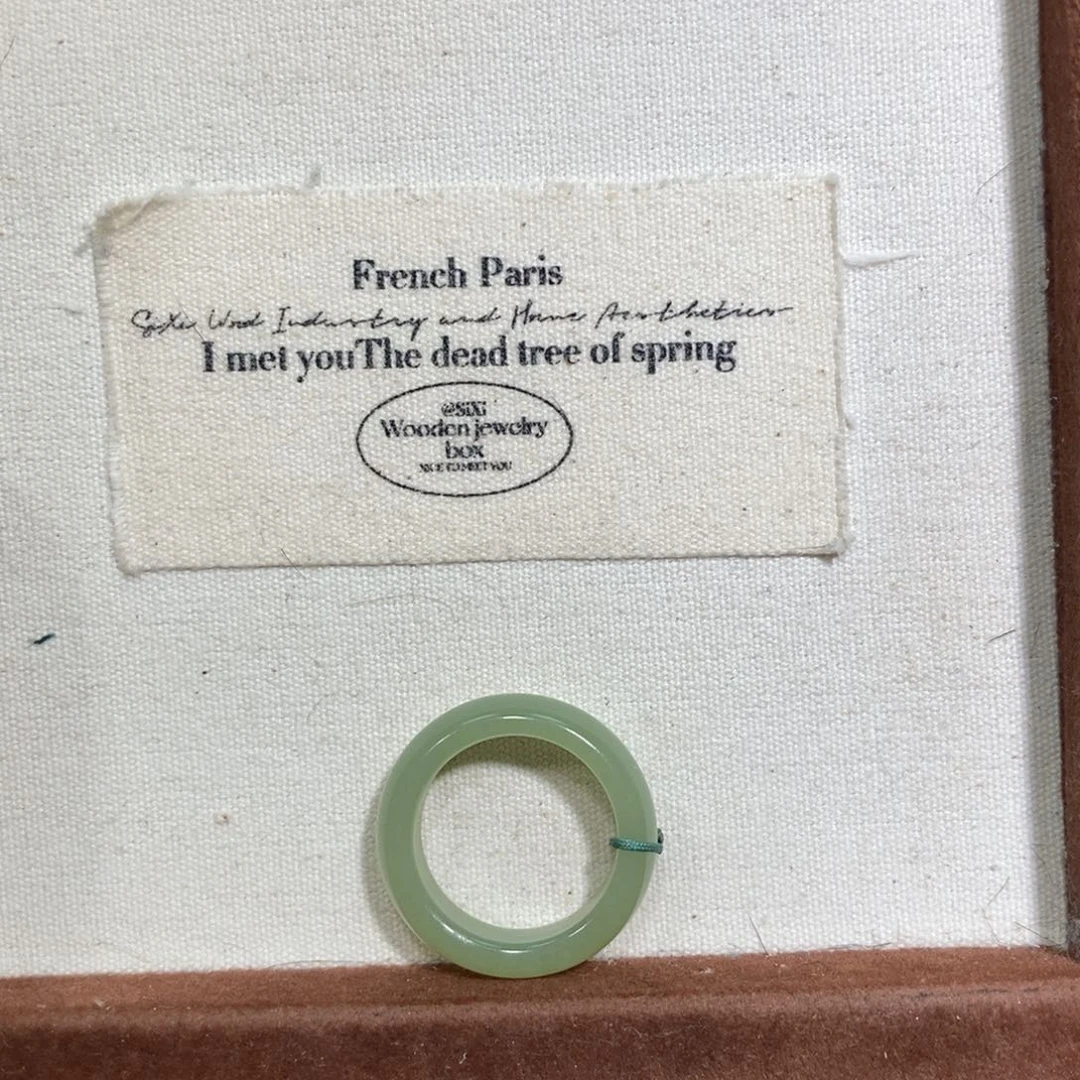 French Paris
SiXi Wood Industry and Home Aesthetics
I met youThe dead tree of spring
@SiXi
Wooden jewelry
box
NICE TO MEET YOU